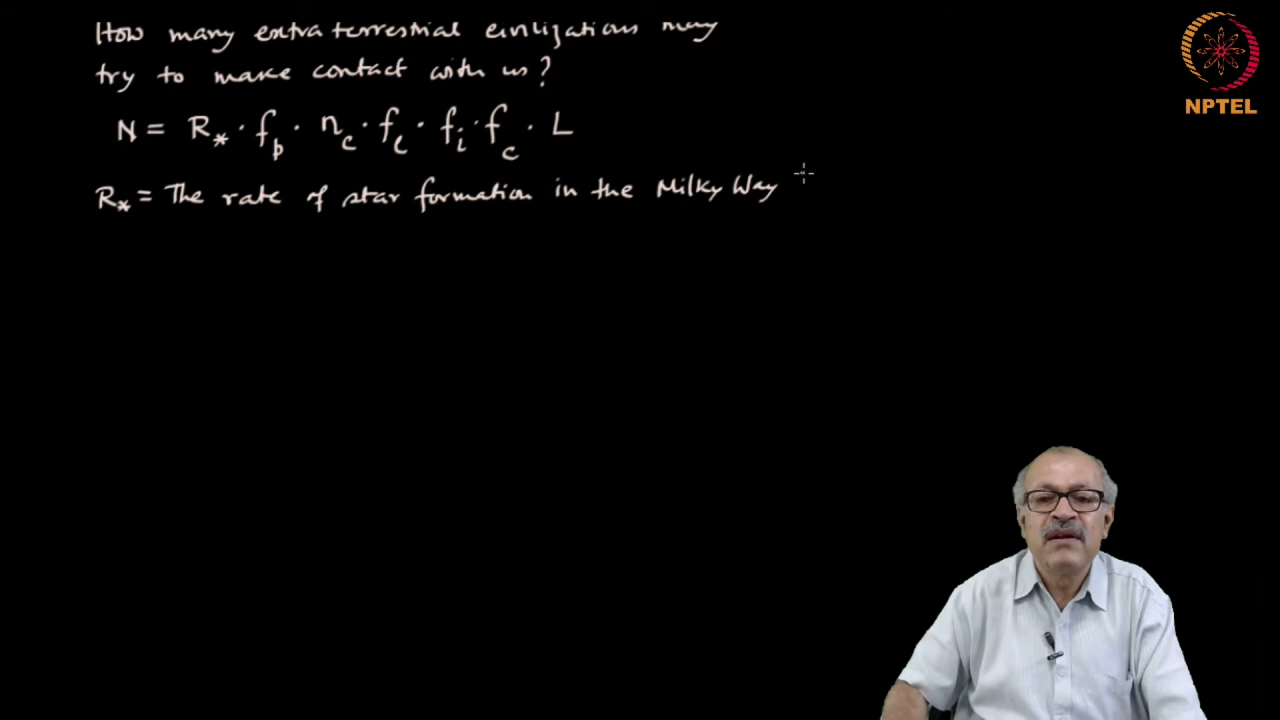 How many extraterrestrial civilizations may
try to make contact with us?
N = R* · fp · nc · fl · fi · fc · L
R* = The rate of star formation in the Milky Way
NPTEL